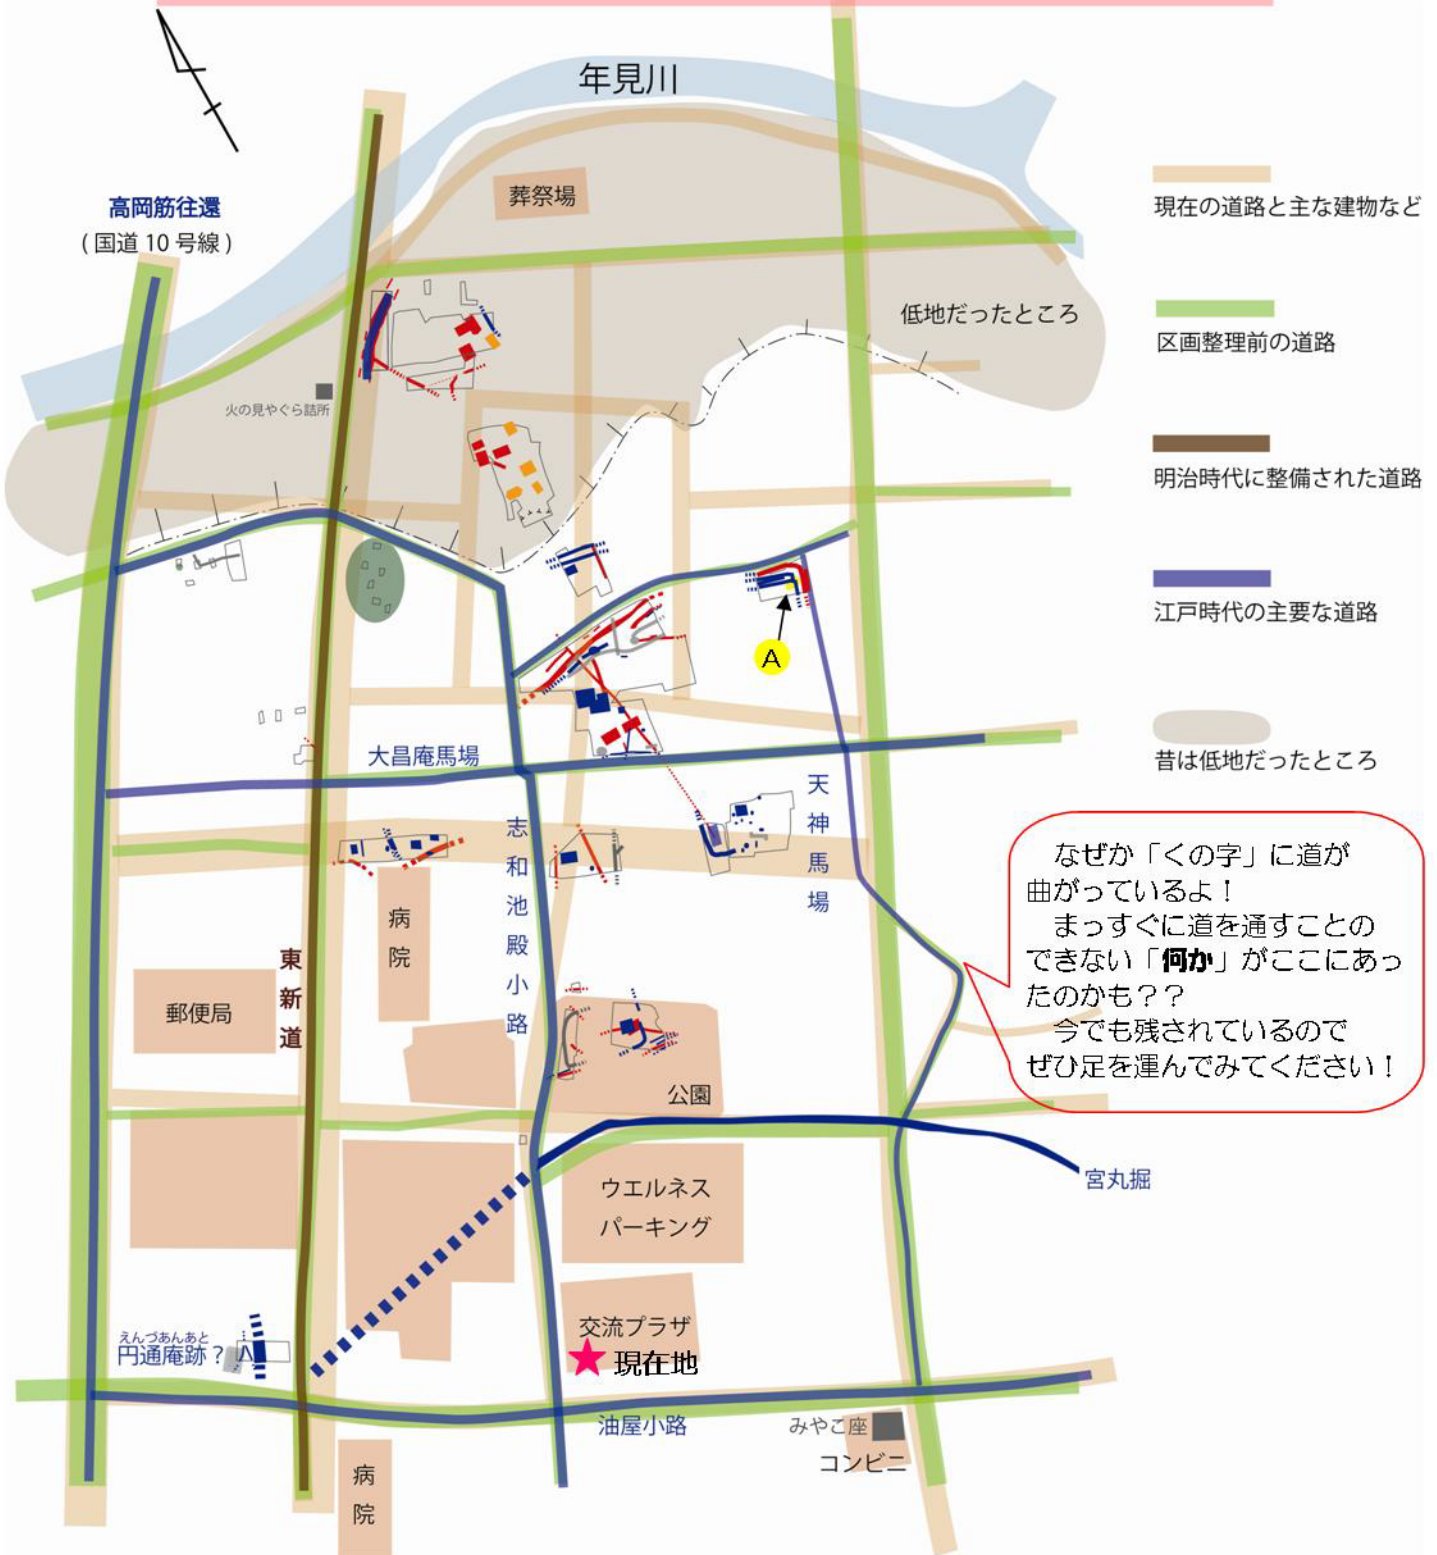 年見川
葬祭場
高岡筋往還
(国道10号線)
現在の道路と主な建物など
低地だったところ
区画整理前の道路
火の見やぐら詰所
明治時代に整備された道路
江戸時代の主要な道路
A
大昌庵馬場
昔は低地だったところ
天神馬場
志和池殿小路
なぜか「くの字」に道が
曲がっているよ!
まっすぐに道を通すことの
できない「何か」がここにあっ
たのかも??
今でも残されているので
ぜひ足を運んでみてください!
病院
東新道
郵便局
公園
宮丸掘
ウエルネス
パーキング
えんづあんあと
円通庵跡?
交流プラザ
★現在地
油屋小路
みやこ座
コンビニ
病院